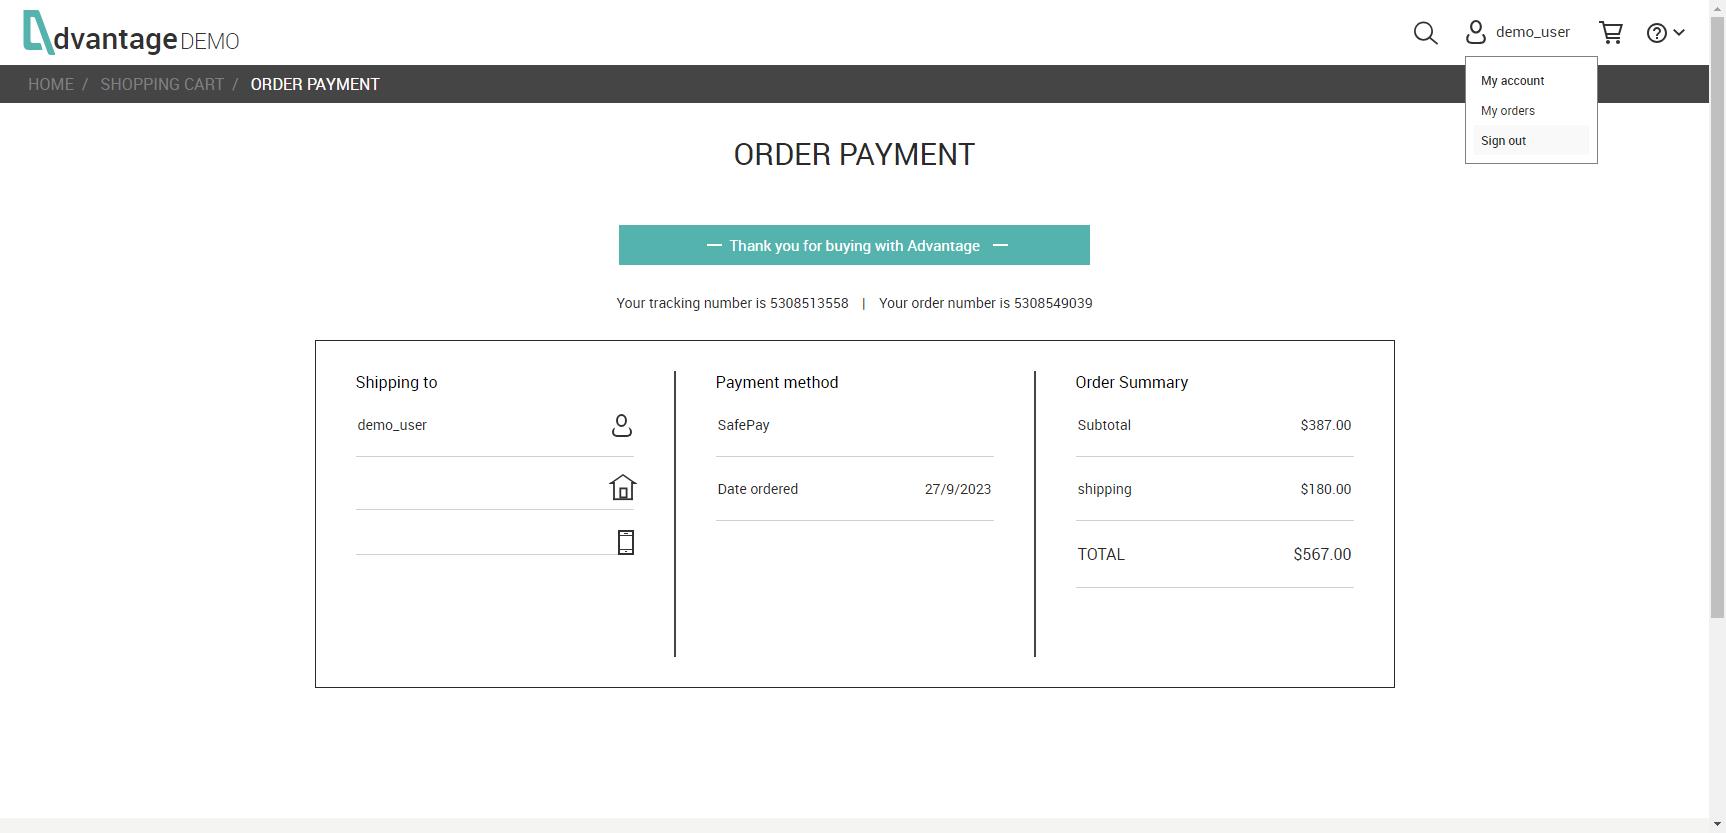 dvantage DEMO
demo_user
My account
My orders
Sign out
HOME / SHOPPING CART / ORDER PAYMENT
ORDER PAYMENT
— Thank you for buying with Advantage —
Your tracking number is 5308513558 | Your order number is 5308549039
Shipping to
demo_user
Payment method
SafePay
Date ordered 27/9/2023
Order Summary
Subtotal $387.00
shipping $180.00
TOTAL $567.00